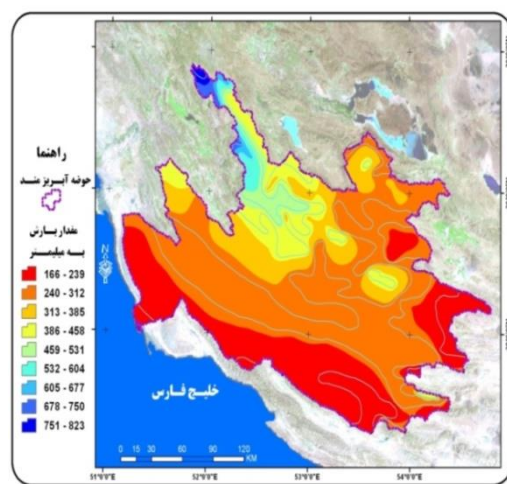 راهنما
حوضه آبریز مند
مقدار بارش
به میلیمتر
166 - 239
240 - 312
313 - 385
386 - 458
459 - 531
532 - 604
605 - 677
678 - 750
751 - 823
خلیج فارس
0 15 30 60 90 120
KM
51°0'0"E 52°0'0"E 53°0'0"E 54°0'0"E